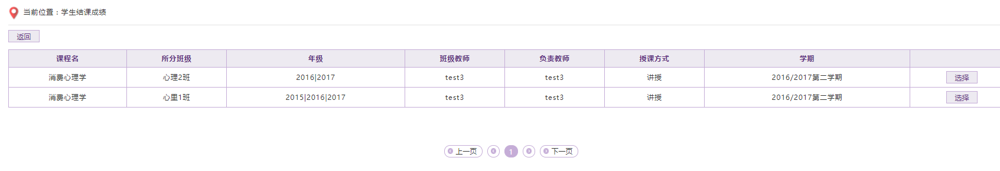 当前位置：学生结课成绩
返回
课程名 所分班级 年级 班级教师 负责教师 授课方式 学期
消费心理学 心理2班 2016|2017 test3 test3 讲授 2016/2017第二学期 选择
消费心理学 心里1班 2015|2016|2017 test3 test3 讲授 2016/2017第二学期 选择
上一页 1 下一页